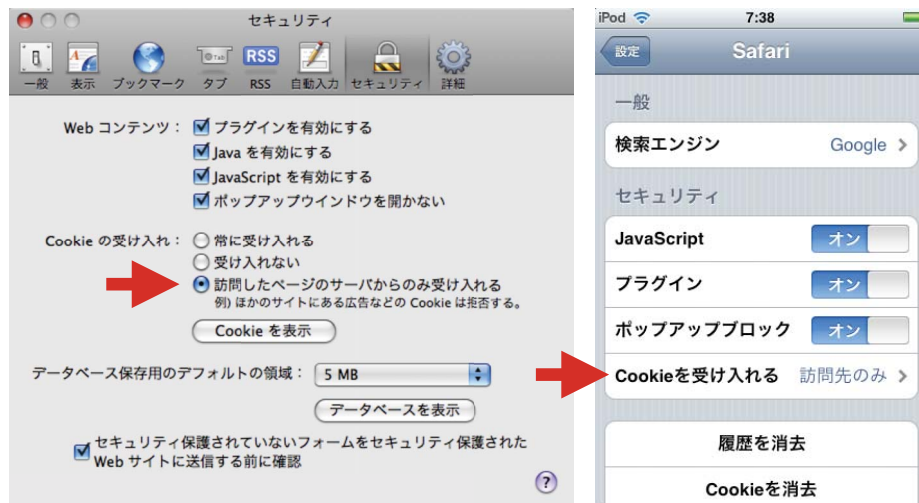 セキュリティ
一般 表示 ブックマーク タブ RSS 自動入力 セキュリティ 詳細
Web コンテンツ： プラグインを有効にする
Java を有効にする
JavaScript を有効にする
ポップアップウインドウを開かない
Cookie の受け入れ： 常に受け入れる
受け入れない
訪問したページのサーバからのみ受け入れる
例) ほかのサイトにある広告などの Cookie は拒否する。
Cookie を表示
データベース保存用のデフォルトの領域： 5 MB
データベースを表示
セキュリティ保護されていないフォームをセキュリティ保護された
Web サイトに送信する前に確認
?
iPod 7:38
設定 Safari
一般
検索エンジン Google
セキュリティ
JavaScript オン
プラグイン オン
ポップアップブロック オン
Cookieを受け入れる 訪問先のみ
履歴を消去
Cookieを消去